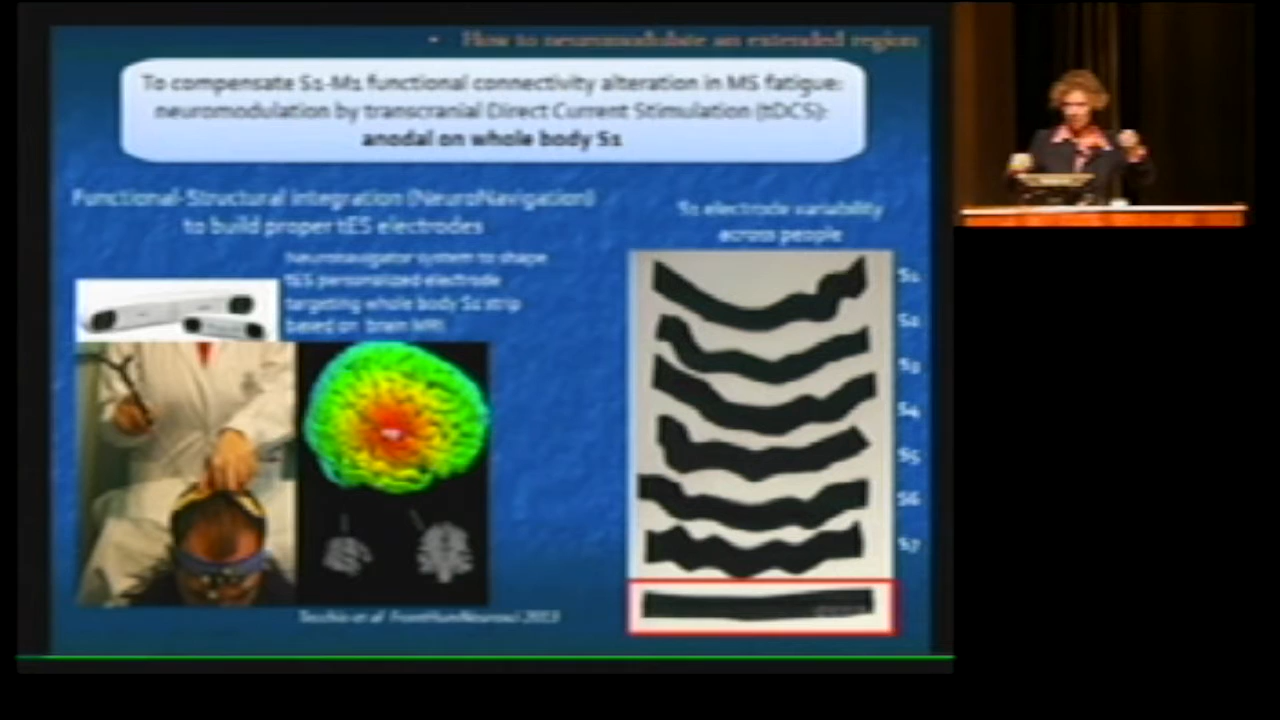 • How to neuromodulate an extended region
To compensate S1-M1 functional connectivity alteration in MS fatigue:
neuromodulation by transcranial Direct Current Stimulation (tDCS):
anodal on whole body S1
Functional-Structural integration (NeuroNavigation)
to build proper tES electrodes
Neuronavigator system to shape
tES personalized electrode
targeting whole body S1 strip
based on brain MRI
S1 electrode variability
across people
S1
S2
S3
S4
S5
S6
S7
Tecchio et al FrontHumNeurosci 2013